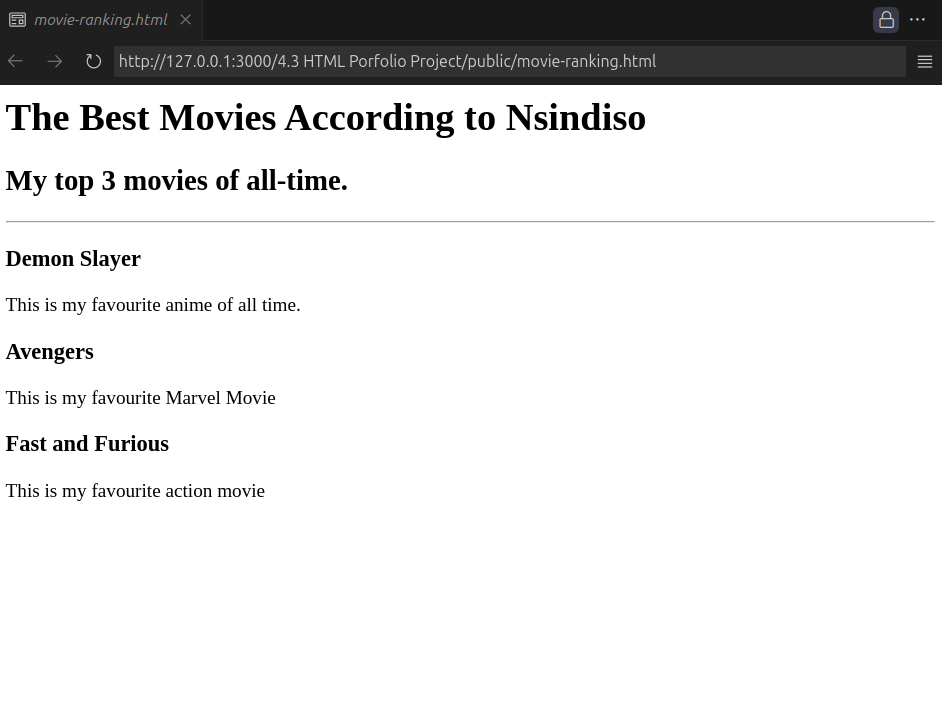 movie-ranking.html
http://127.0.0.1:3000/4.3 HTML Porfolio Project/public/movie-ranking.html
The Best Movies According to Nsindiso
My top 3 movies of all-time.
Demon Slayer
This is my favourite anime of all time.
Avengers
This is my favourite Marvel Movie
Fast and Furious
This is my favourite action movie